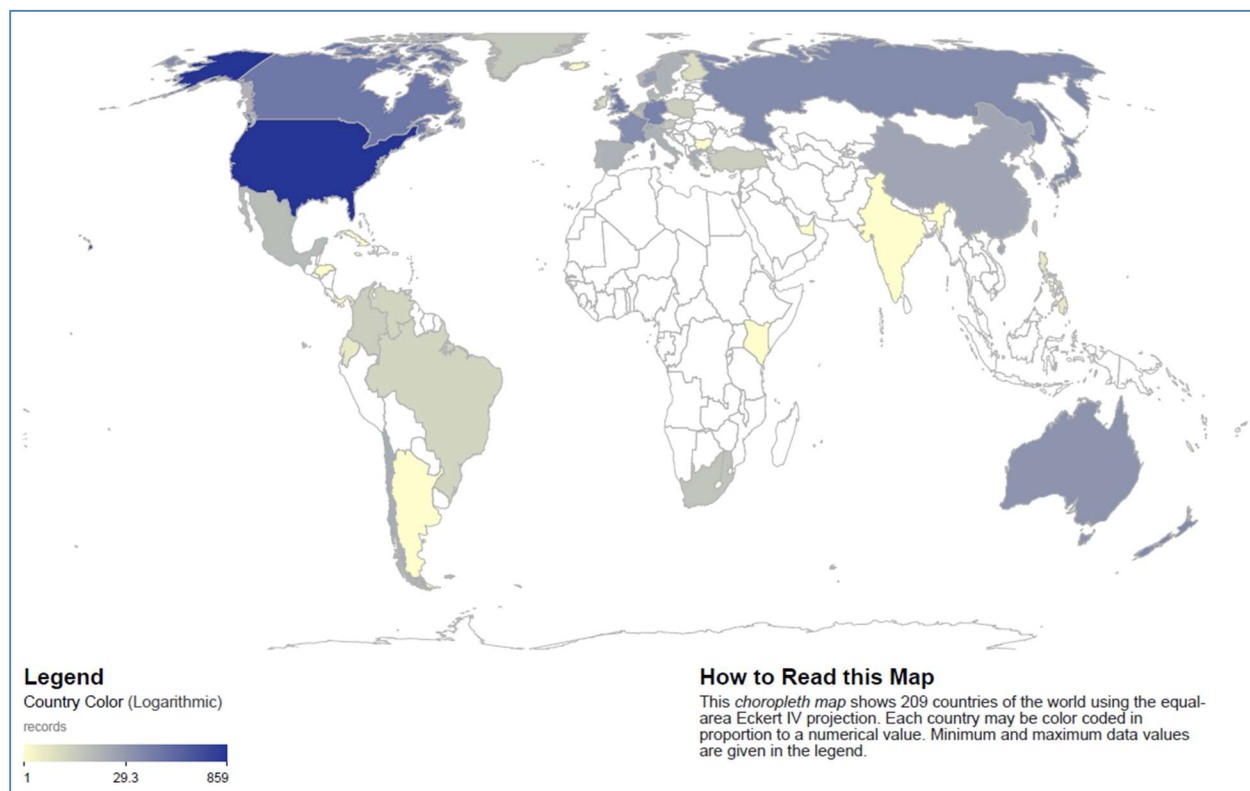 Legend
Country Color (Logarithmic)
records
1 29.3 859
How to Read this Map
This choropleth map shows 209 countries of the world using the equal-
area Eckert IV projection. Each country may be color coded in
proportion to a numerical value. Minimum and maximum data values
are given in the legend.